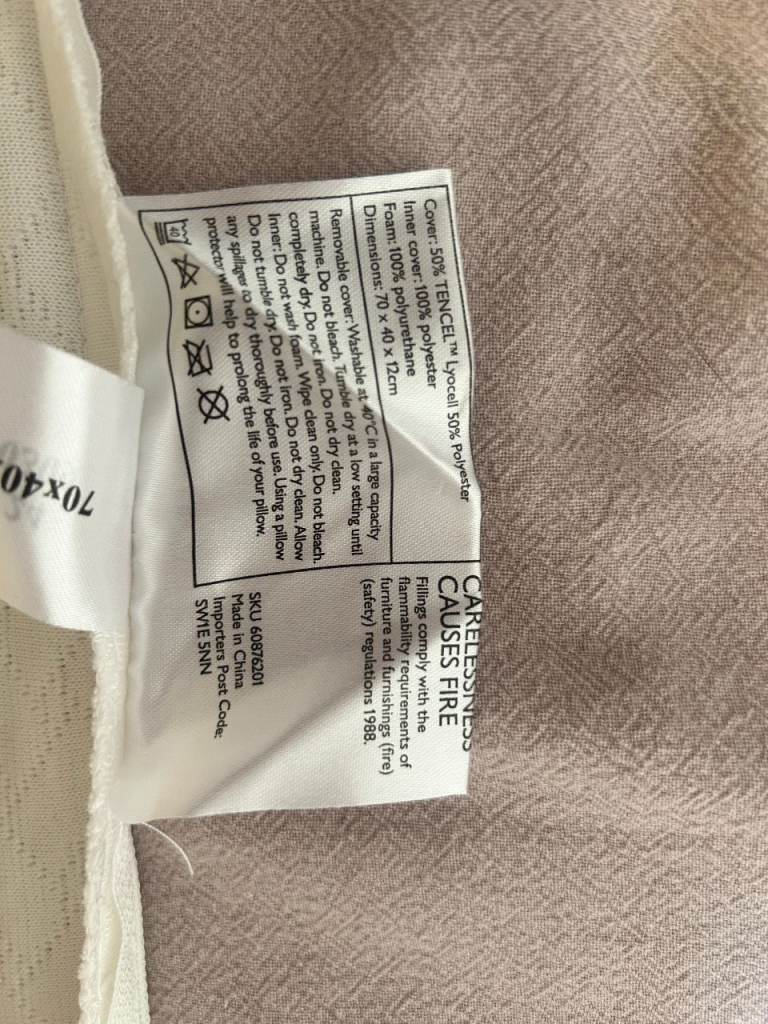 Cover: 50% TENCEL™ Lyocell 50% Polyester
Inner cover: 100% polyester
Foam: 100% polyurethane
Dimensions: 70 x 40 x 12cm
Removable cover: Washable at 40°C in a large capacity
machine. Do not bleach. Tumble dry at a low setting until
completely dry. Do not iron. Do not dry clean.
Inner: Do not wash foam. Wipe clean only. Do not bleach.
Do not tumble dry. Do not iron. Do not dry clean. Allow
any spillages to dry thoroughly before use. Using a pillow
protector will help to prolong the life of your pillow.
40
CARELESSNESS
CAUSES FIRE
Fillings comply with the
flammability requirements of
furniture and furnishings (fire)
(safety) regulations 1988.
SKU 60876201
Made in China
Importers Post Code:
SW1E 5NN
70x40